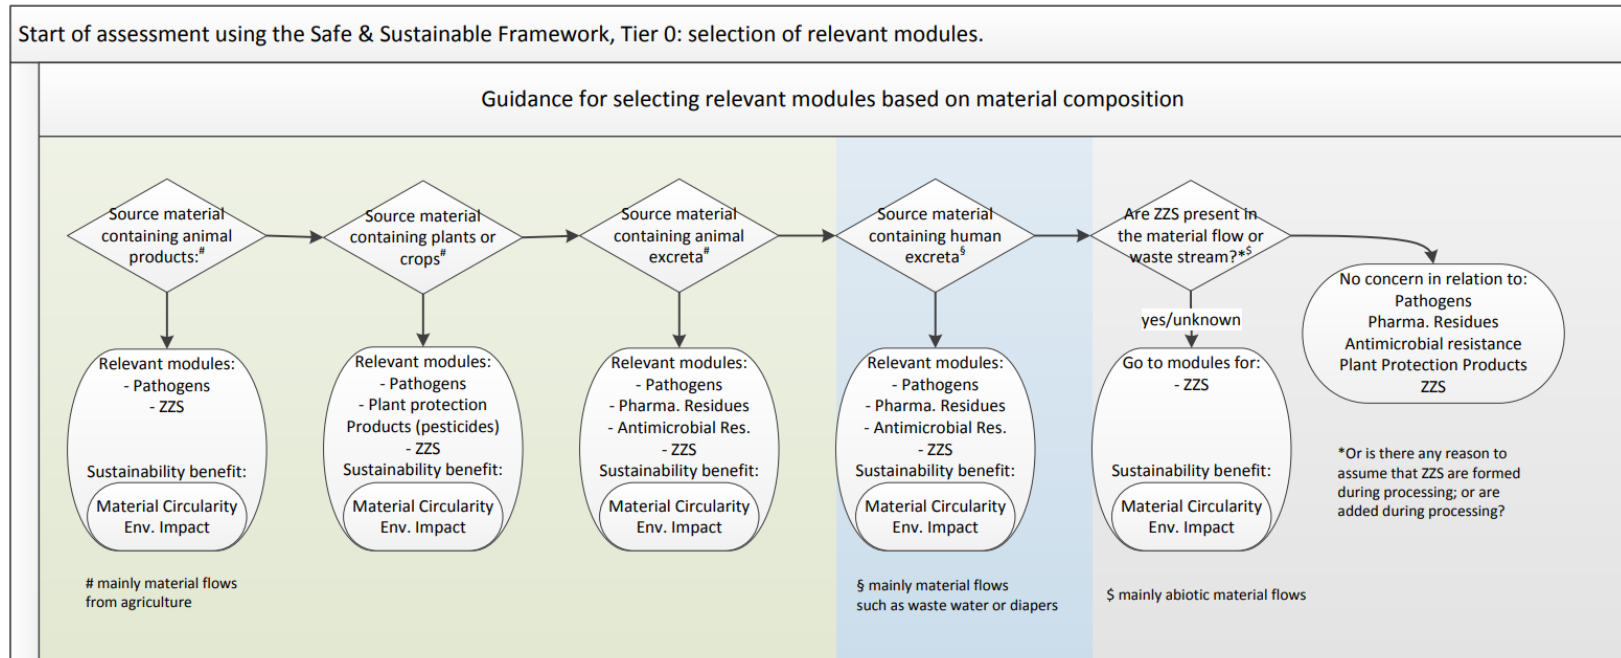 Start of assessment using the Safe & Sustainable Framework, Tier 0: selection of relevant modules.
Guidance for selecting relevant modules based on material composition
Source material
containing animal
products:#
Source material
containing plants or
crops#
Source material
containing animal
excreta#
Source material
containing human
excreta§
Are ZZS present in
the material flow or
waste stream?*$
yes/unknown
No concern in relation to:
Pathogens
Pharma. Residues
Antimicrobial resistance
Plant Protection Products
ZZS
Relevant modules:
- Pathogens
- ZZS
Sustainability benefit:
Material Circularity
Env. Impact
Relevant modules:
- Pathogens
- Plant protection
Products (pesticides)
- ZZS
Sustainability benefit:
Material Circularity
Env. Impact
Relevant modules:
- Pathogens
- Pharma. Residues
- Antimicrobial Res.
- ZZS
Sustainability benefit:
Material Circularity
Env. Impact
Relevant modules:
- Pathogens
- Pharma. Residues
- Antimicrobial Res.
- ZZS
Sustainability benefit:
Material Circularity
Env. Impact
Go to modules for:
- ZZS
Sustainability benefit:
Material Circularity
Env. Impact
*Or is there any reason to
assume that ZZS are formed
during processing; or are
added during processing?
# mainly material flows
from agriculture
§ mainly material flows
such as waste water or diapers
$ mainly abiotic material flows